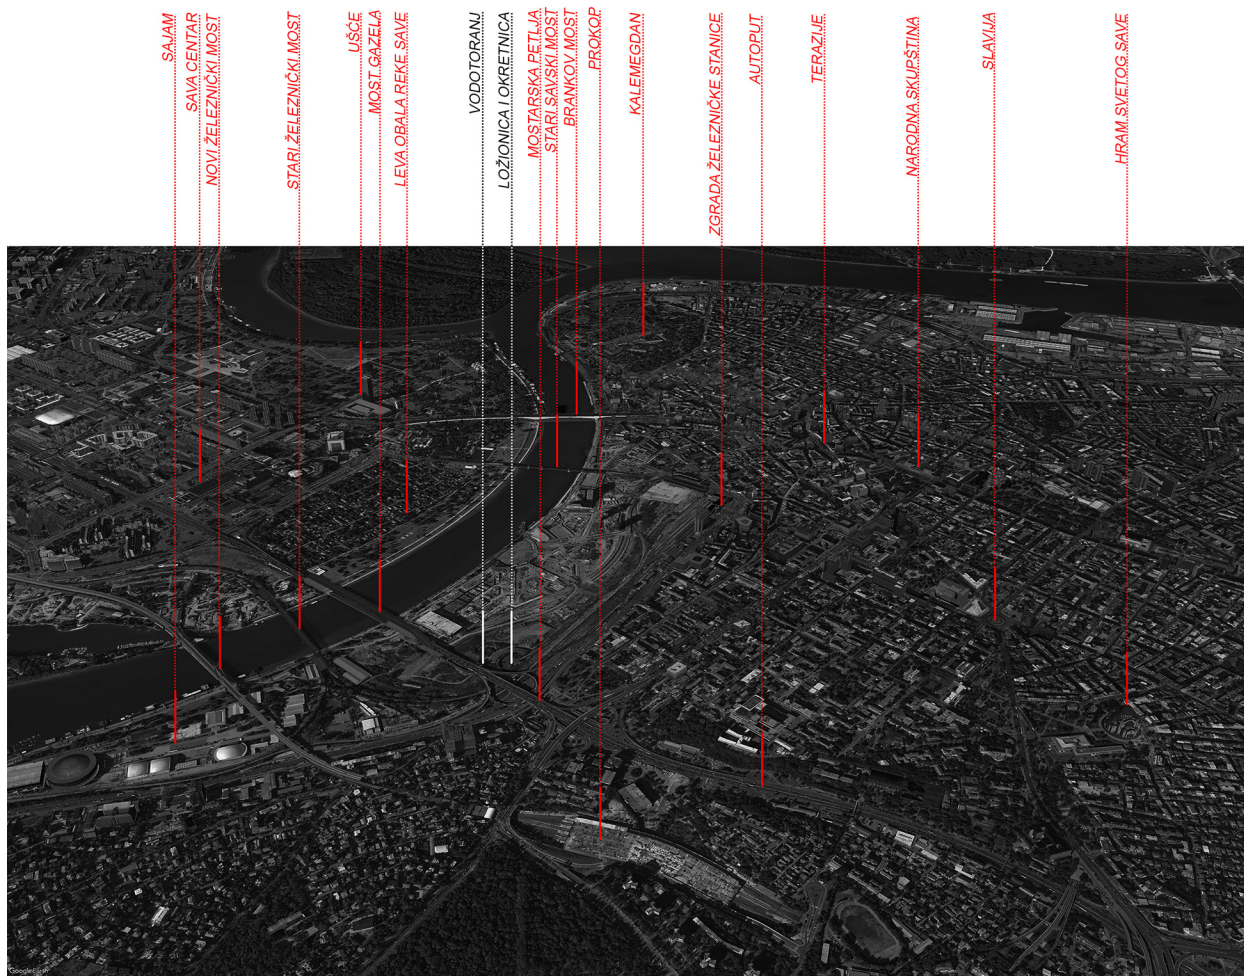 SAJAM
SAVA CENTAR
NOVI ŽELEZNIČKI MOST
STARI ŽELEZNIČKI MOST
UŠĆE
MOST GAZELA
LEVA OBALA REKE SAVE
VODOTORANJ
LOŽIONICA I OKRETNICA
MOSTARSKA PETLJA
STARI SAVSKI MOST
BRANKOV MOST
PROKOP
KALEMEGDAN
ZGRADA ŽELEZNIČKE STANICE
AUTOPUT
TERAZIJE
NARODNA SKUPŠTINA
SLAVIJA
HRAM SVETOG SAVE
GoogleEarth